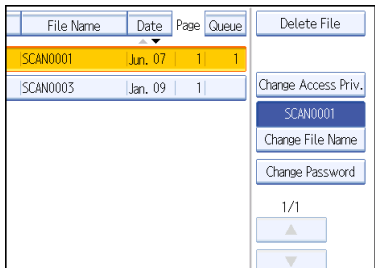 File Name Date Page Queue
SCAN0001 Jun. 07 1 1
SCAN0003 Jan. 09 1
Delete File
Change Access Priv.
SCAN0001
Change File Name
Change Password
1/1